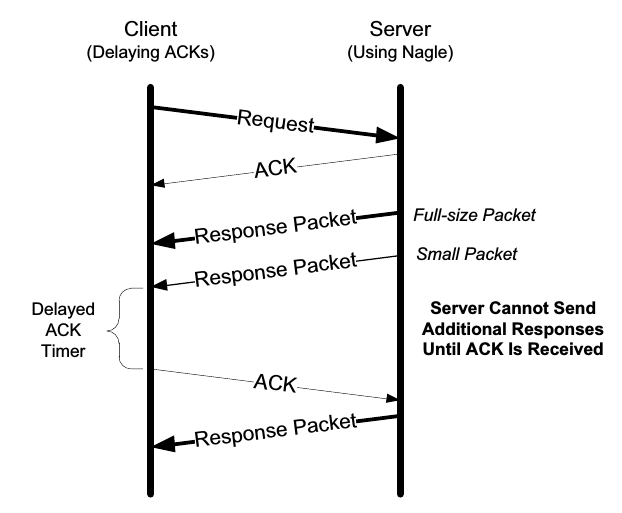 Client
(Delaying ACKs)
Server
(Using Nagle)
Request
ACK
Response Packet
Full-size Packet
Response Packet
Small Packet
Delayed
ACK
Timer
Server Cannot Send
Additional Responses
Until ACK Is Received
ACK
Response Packet